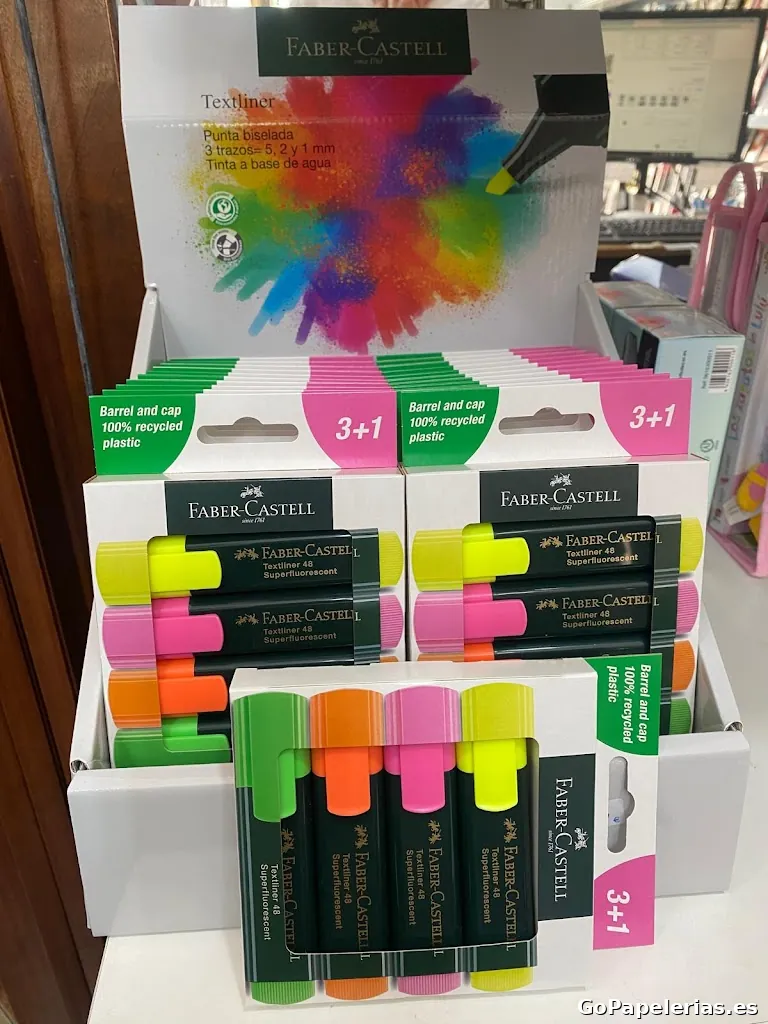 FABER-CASTELL
since 1761
Textliner
Punta biselada
3 trazos= 5, 2 y 1 mm
Tinta a base de agua
Barrel and cap
100% recycled
plastic
3+1
Barrel and cap
100% recycled
plastic
3+1
FABER-CASTELL
since 1761
FABER-CASTELL
since 1761
FABER-CASTELL
Textliner 48
Superfluorescent
FABER-CASTELL
Textliner 48
Superfluorescent
FABER-CASTELL
Textliner 48
Superfluorescent
FABER-CASTELL
Textliner 48
Superfluorescent
Barrel and cap
100% recycled
plastic
FABER-CASTELL
since 1761
3+1
FABER-CASTELL
Textliner 48
Superfluorescent
FABER-CASTELL
Textliner 48
Superfluorescent
FABER-CASTELL
Textliner 48
Superfluorescent
FABER-CASTELL
Textliner 48
Superfluorescent
GoPapelerias.es